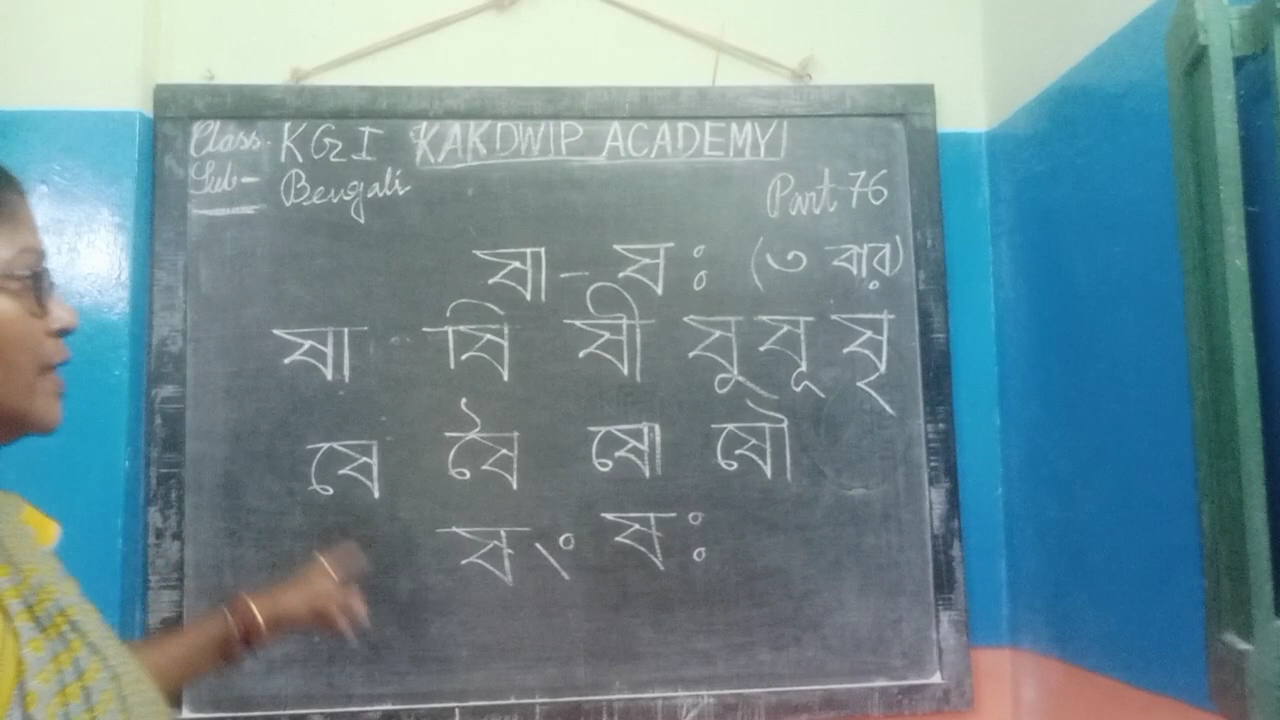 Class. KG I KAKDWIP ACADEMY
Sub- Bengali Part 76
ষা - ষঃ (৩ বার)
ষা ষি ষী ষু ষূ ষৃ
ষে ষৈ ষো ষৌ
ষং ষঃ